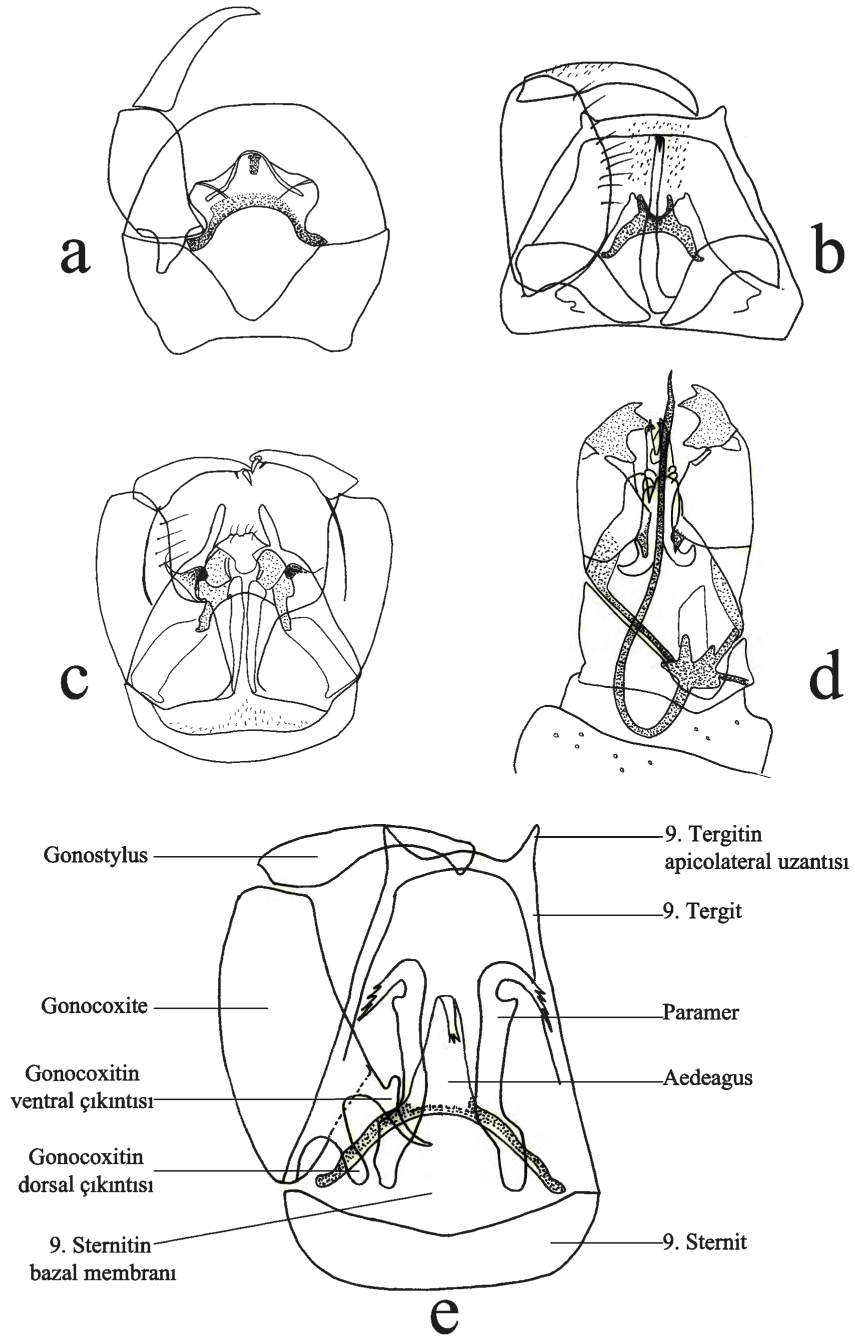 a
b
c
d
Gonostylus
Gonocoxite
Gonocoxitin
ventral çıkıntısı
Gonocoxitin
dorsal çıkıntısı
9. Sternitin
bazal membranı
9. Tergitin
apicolateral uzantısı
9. Tergit
Paramer
Aedeagus
9. Sternit
e